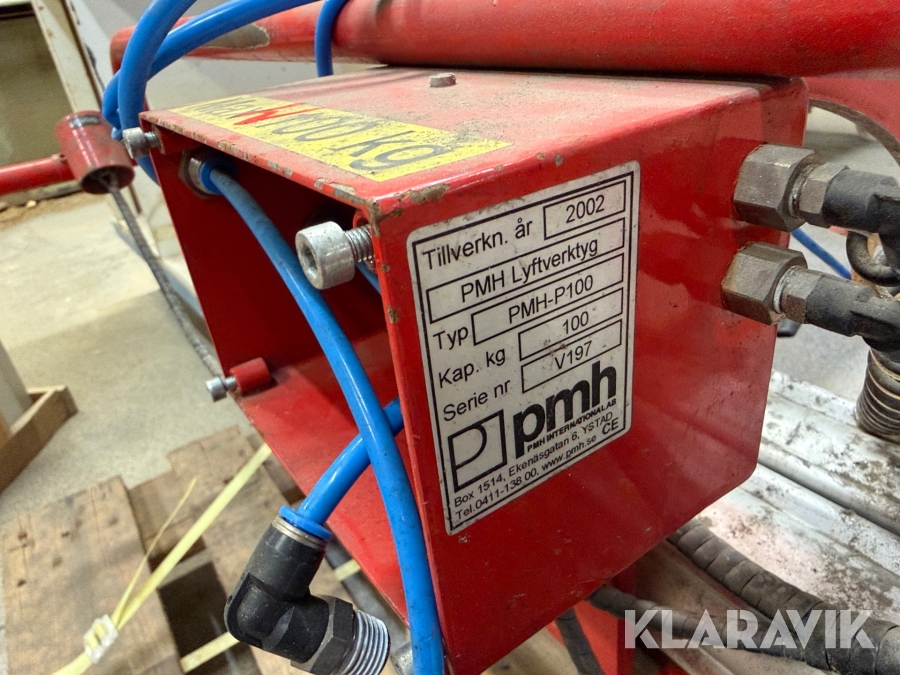 Max 100 kg
Tillverkn. år 2002
PMH Lyftverktyg
Typ PMH-P100
Kap. kg 100
Serie nr V197
pmh
PMH INTERNATIONAL AB
Box 1514, Ekenäsgatan 6, YSTAD
Tel.0411-138 00, www.pmh.se CE
KLARAVIK